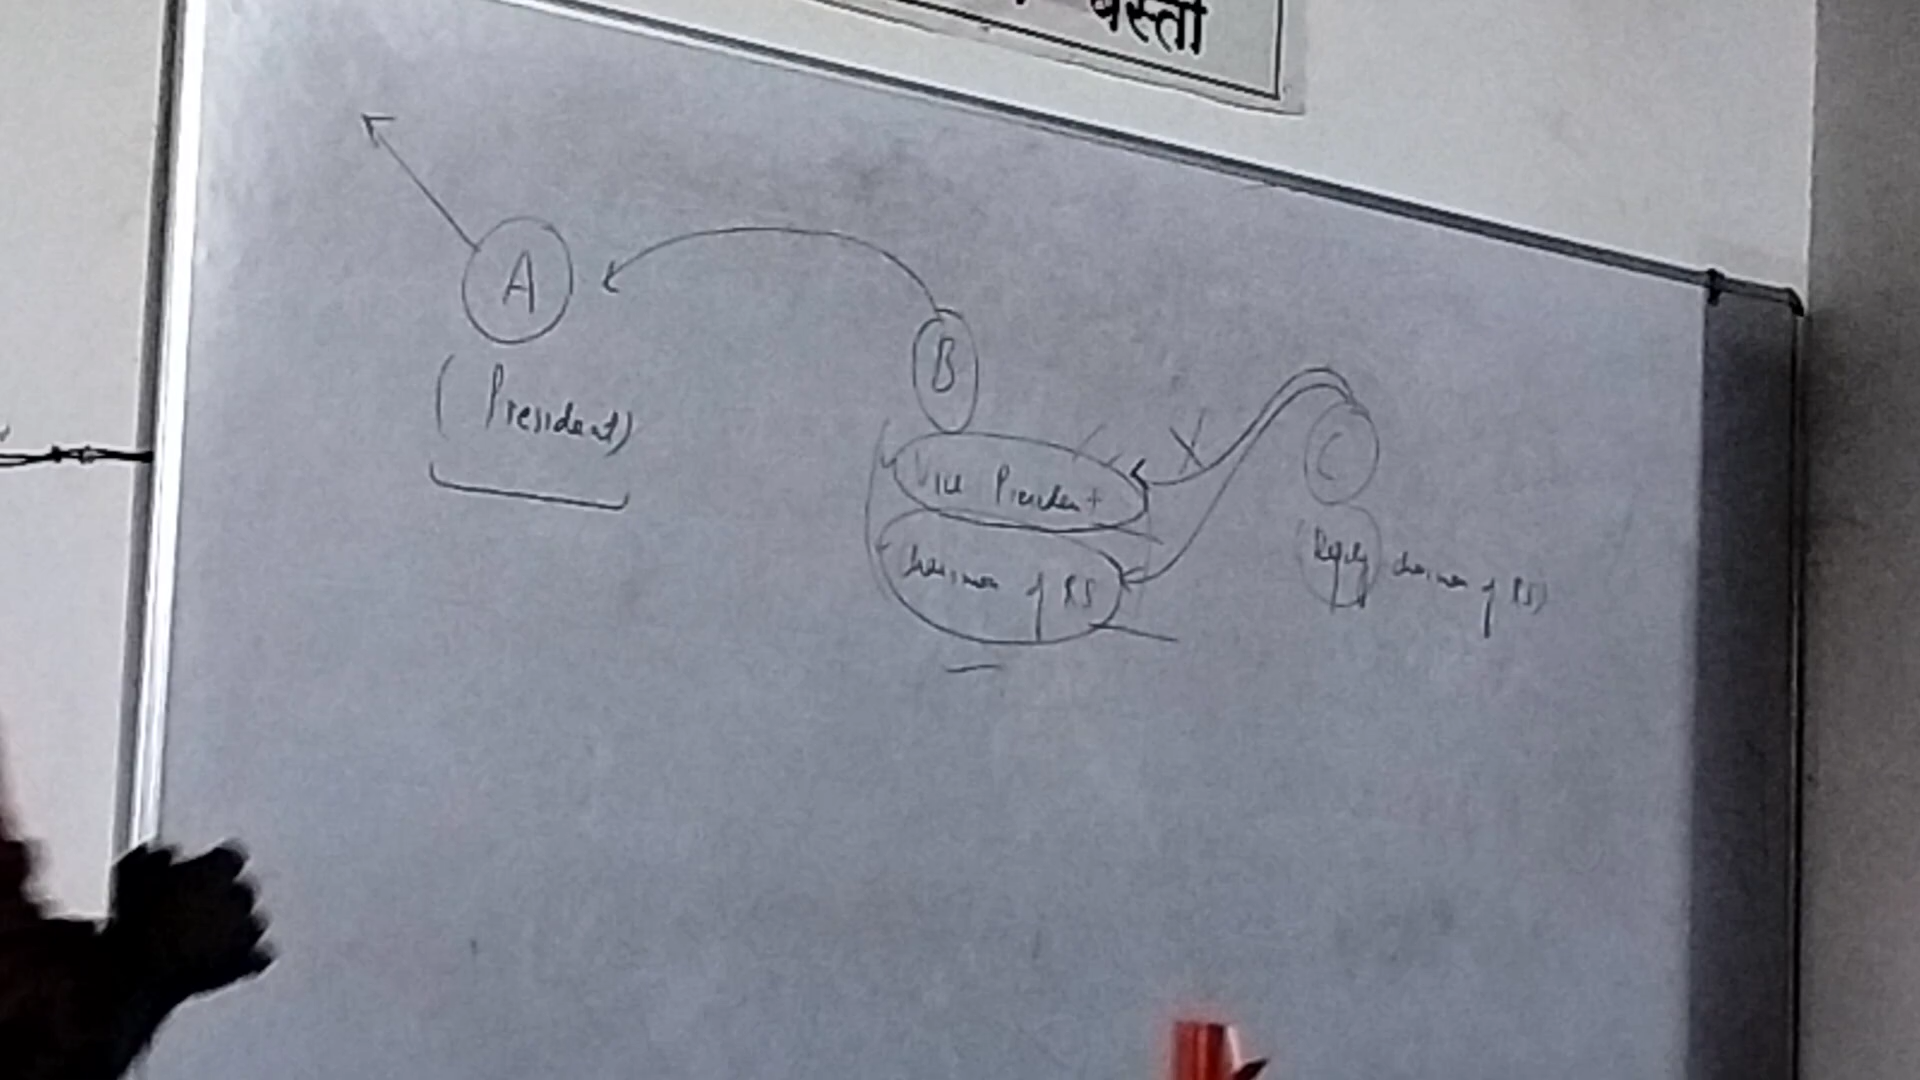 बस्ती
A
(President)
B
Vice President
Chairman of RS
X
C
(Deputy chairman of RS)